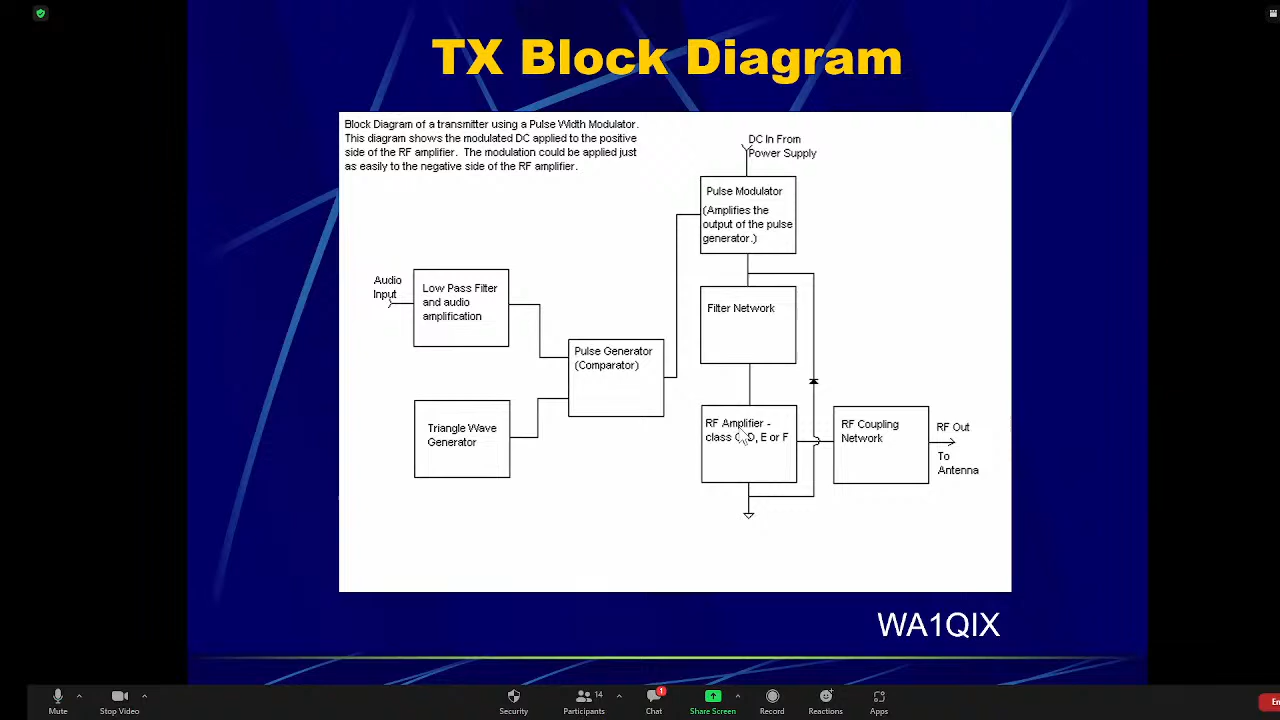 TX Block Diagram
Block Diagram of a transmitter using a Pulse Width Modulator.
This diagram shows the modulated DC applied to the positive
side of the RF amplifier. The modulation could be applied just
as easily to the negative side of the RF amplifier.
DC In From
Power Supply
Pulse Modulator
(Amplifies the
output of the pulse
generator.)
Audio
Input
Low Pass Filter
and audio
amplification
Filter Network
Pulse Generator
(Comparator)
Triangle Wave
Generator
RF Amplifier -
class D, E or F
RF Coupling
Network
RF Out
To
Antenna
WA1QIX
Mute
Stop Video
Security
14
Participants
1
Chat
Share Screen
Record
Reactions
Apps